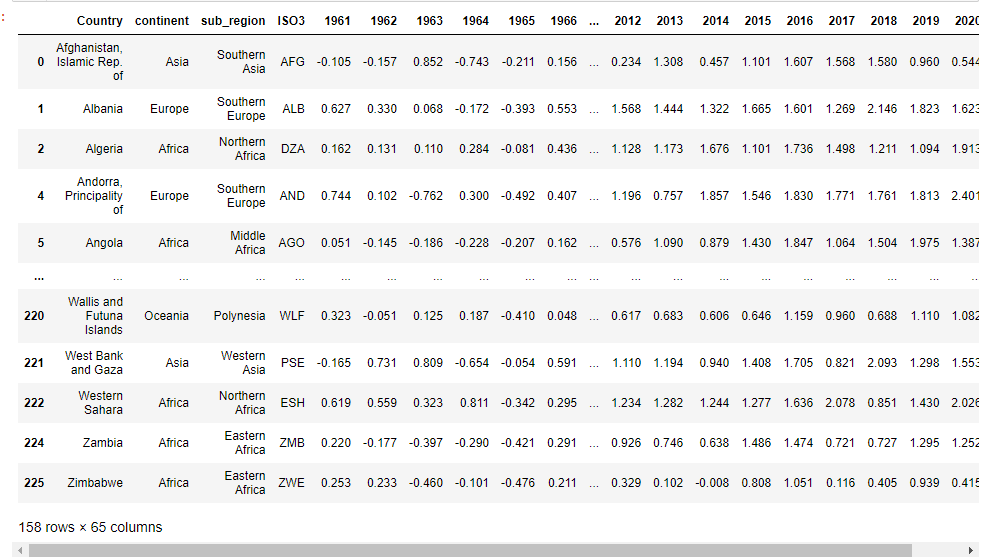 Country continent sub_region ISO3 1961 1962 1963 1964 1965 1966 ... 2012 2013 2014 2015 2016 2017 2018 2019 2020
0 Afghanistan, Islamic Rep. of Asia Southern Asia AFG -0.105 -0.157 0.852 -0.743 -0.211 0.156 ... 0.234 1.308 0.457 1.101 1.607 1.568 1.580 0.960 0.544
1 Albania Europe Southern Europe ALB 0.627 0.330 0.068 -0.172 -0.393 0.553 ... 1.568 1.444 1.322 1.665 1.601 1.269 2.146 1.823 1.623
2 Algeria Africa Northern Africa DZA 0.162 0.131 0.110 0.284 -0.081 0.436 ... 1.128 1.173 1.676 1.101 1.736 1.498 1.211 1.094 1.913
4 Andorra, Principality of Europe Southern Europe AND 0.744 0.102 -0.762 0.300 -0.492 0.407 ... 1.196 0.757 1.857 1.546 1.830 1.771 1.761 1.813 2.401
5 Angola Africa Middle Africa AGO 0.051 -0.145 -0.186 -0.228 -0.207 0.162 ... 0.576 1.090 0.879 1.430 1.847 1.064 1.504 1.975 1.387
... ... ... ... ... ... ... ... ... ... ... ... ... ... ... ... ... ... ... ... ...
220 Wallis and Futuna Islands Oceania Polynesia WLF 0.323 -0.051 0.125 0.187 -0.410 0.048 ... 0.617 0.683 0.606 0.646 1.159 0.960 0.688 1.110 1.082
221 West Bank and Gaza Asia Western Asia PSE -0.165 0.731 0.809 -0.654 -0.054 0.591 ... 1.110 1.194 0.940 1.408 1.705 0.821 2.093 1.298 1.553
222 Western Sahara Africa Northern Africa ESH 0.619 0.559 0.323 0.811 -0.342 0.295 ... 1.234 1.282 1.244 1.277 1.636 2.078 0.851 1.430 2.026
224 Zambia Africa Eastern Africa ZMB 0.220 -0.177 -0.397 -0.290 -0.421 0.291 ... 0.926 0.746 0.638 1.486 1.474 0.721 0.727 1.295 1.252
225 Zimbabwe Africa Eastern Africa ZWE 0.253 0.233 -0.460 -0.101 -0.476 0.211 ... 0.329 0.102 -0.008 0.808 1.051 0.116 0.405 0.939 0.415
158 rows × 65 columns